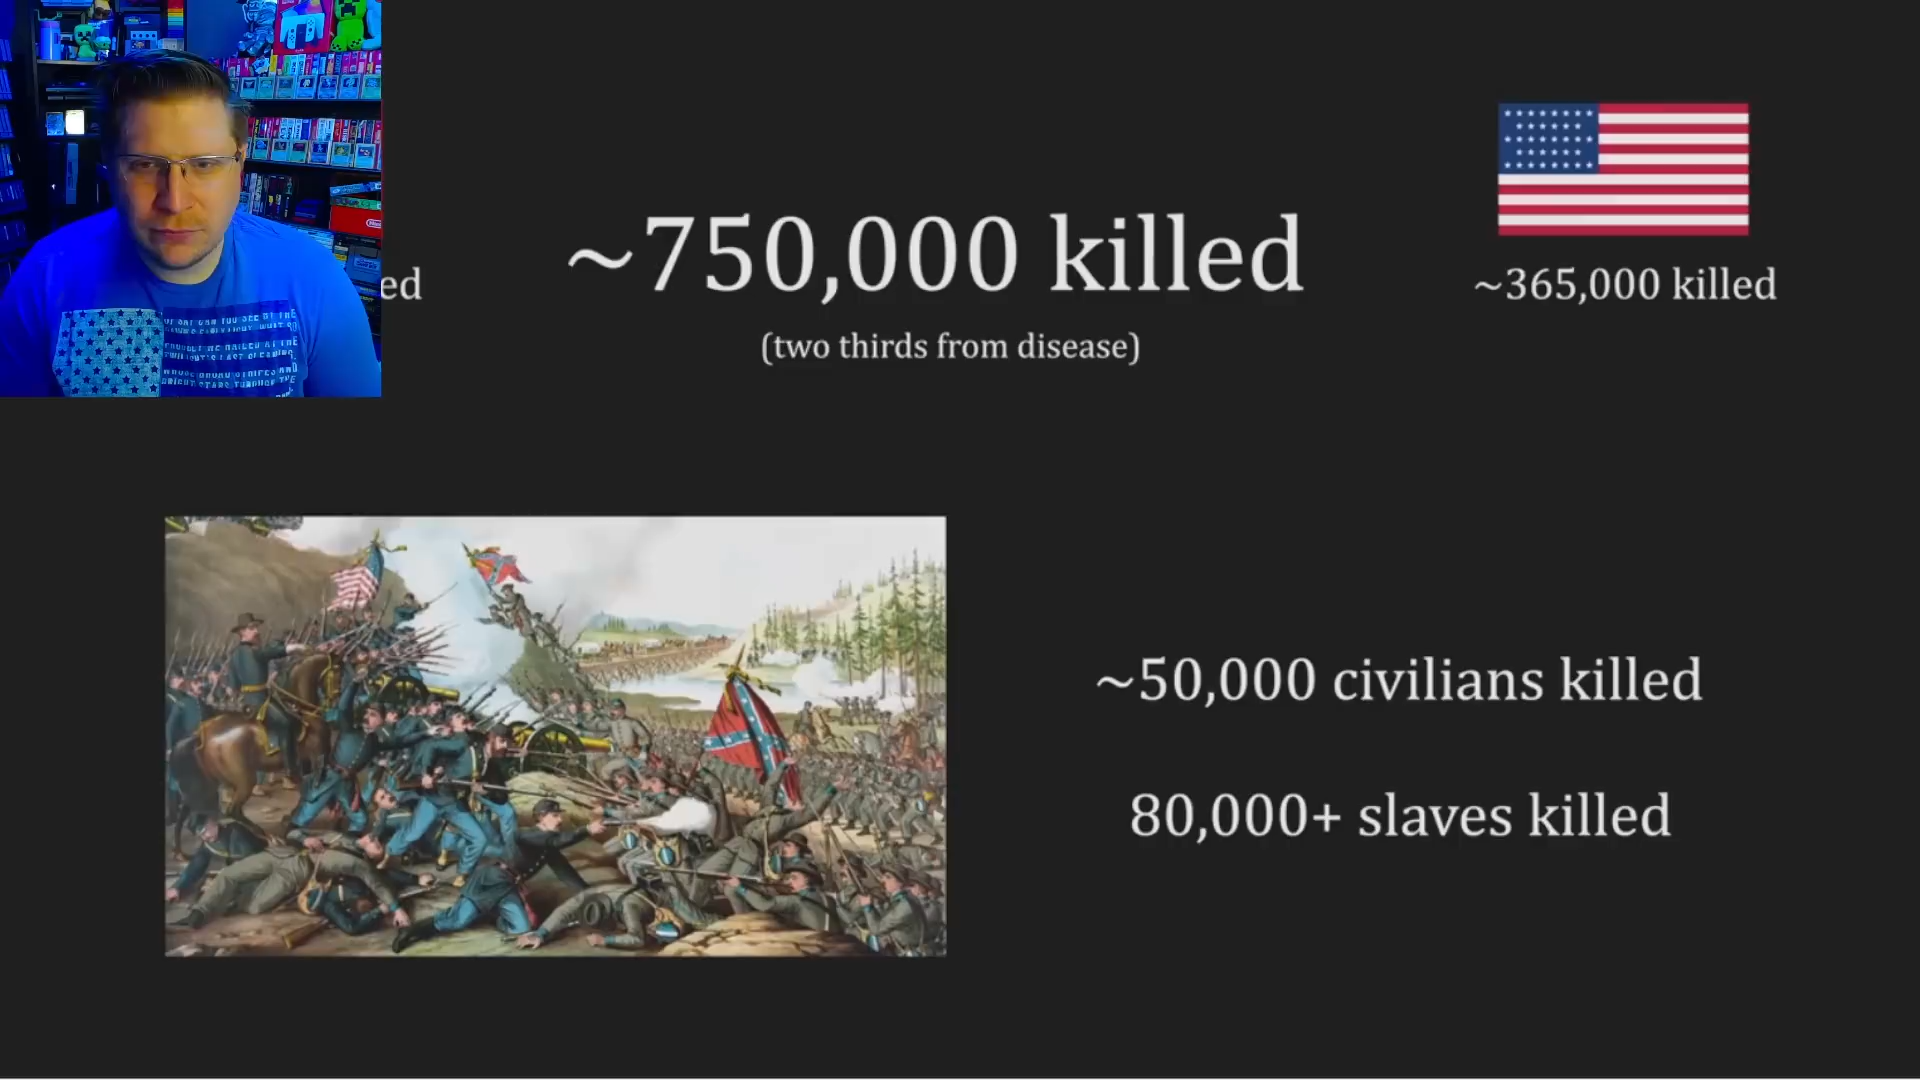 ~750,000 killed
(two thirds from disease)
ed
~365,000 killed
~50,000 civilians killed
80,000+ slaves killed